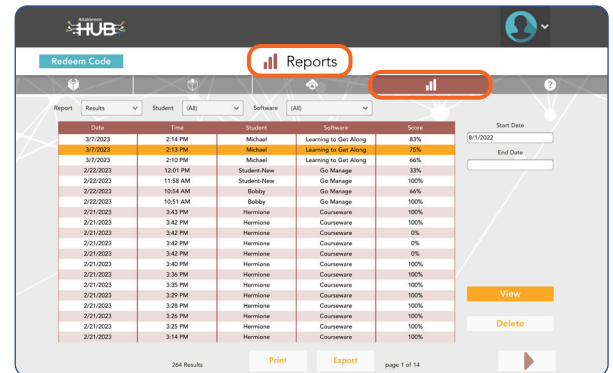 Attainment
HUB
Redeem Code
Reports
?
Report Results Student (All) Software (All)
Date Time Student Software Score
3/7/2023 2:14 PM Michael Learning to Get Along 83%
3/7/2023 2:13 PM Michael Learning to Get Along 75%
3/7/2023 2:10 PM Michael Learning to Get Along 66%
2/22/2023 12:01 PM Student-New Go Manage 33%
2/22/2023 11:58 AM Student-New Go Manage 100%
2/22/2023 10:54 AM Bobby Go Manage 66%
2/22/2023 10:51 AM Bobby Go Manage 100%
2/21/2023 3:43 PM Hermione Courseware 100%
2/21/2023 3:42 PM Hermione Courseware 0%
2/21/2023 3:42 PM Hermione Courseware 0%
2/21/2023 3:42 PM Hermione Courseware 0%
2/21/2023 3:40 PM Hermione Courseware 100%
2/21/2023 3:36 PM Hermione Courseware 100%
2/21/2023 3:35 PM Hermione Courseware 100%
2/21/2023 3:29 PM Hermione Courseware 100%
2/21/2023 3:28 PM Hermione Courseware 100%
2/21/2023 3:26 PM Hermione Courseware 100%
2/21/2023 3:25 PM Hermione Courseware 100%
2/21/2023 3:14 PM Hermione Courseware 100%
Start Date
8/1/2022
End Date
View
Delete
264 Results Print Export page 1 of 14